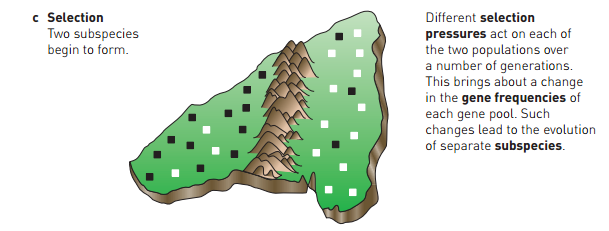 c Selection
Two subspecies
begin to form.
Different selection
pressures act on each of
the two populations over
a number of generations.
This brings about a change
in the gene frequencies of
each gene pool. Such
changes lead to the evolution
of separate subspecies.